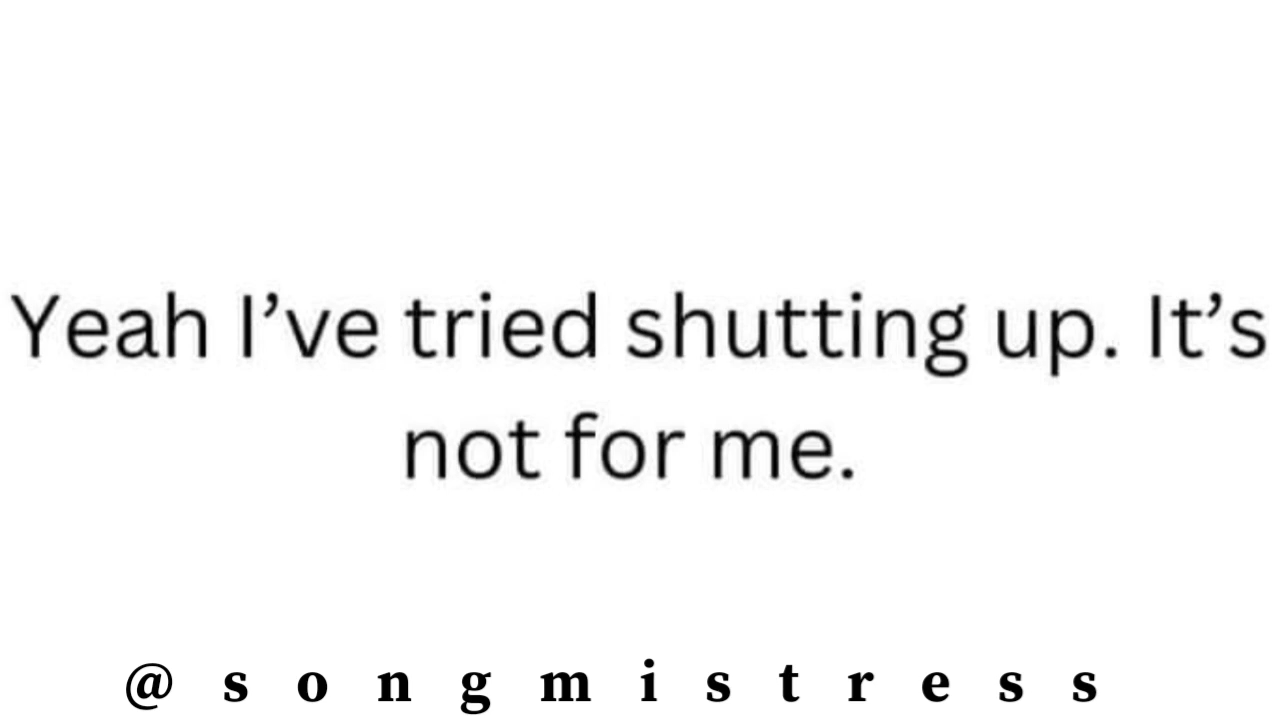 Yeah I’ve tried shutting up. It’s
not for me.
@ s o n g m i s t r e s s